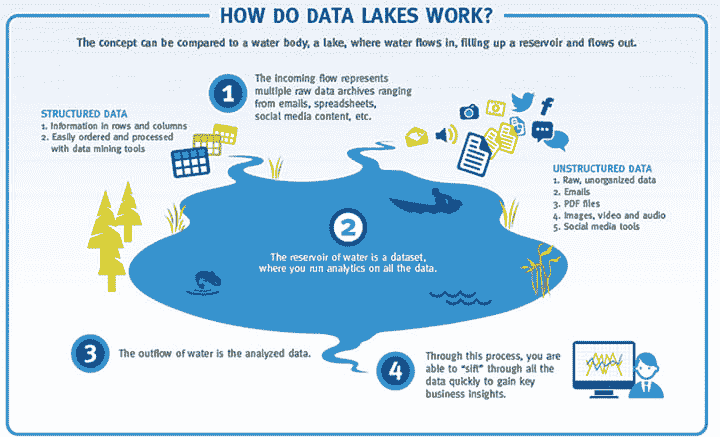 HOW DO DATA LAKES WORK?
The concept can be compared to a water body, a lake, where water flows in, filling up a reservoir and flows out.
1
The incoming flow represents
multiple raw data archives ranging
from emails, spreadsheets,
social media content, etc.
STRUCTURED DATA
1. Information in rows and columns
2. Easily ordered and processed
with data mining tools
UNSTRUCTURED DATA
1. Raw, unorganized data
2. Emails
3. PDF files
4. Images, video and audio
5. Social media tools
2
The reservoir of water is a dataset,
where you run analytics on all the data.
3
The outflow of water is the analyzed data.
4
Through this process, you are
able to "sift" through all the
data quickly to gain key
business insights.